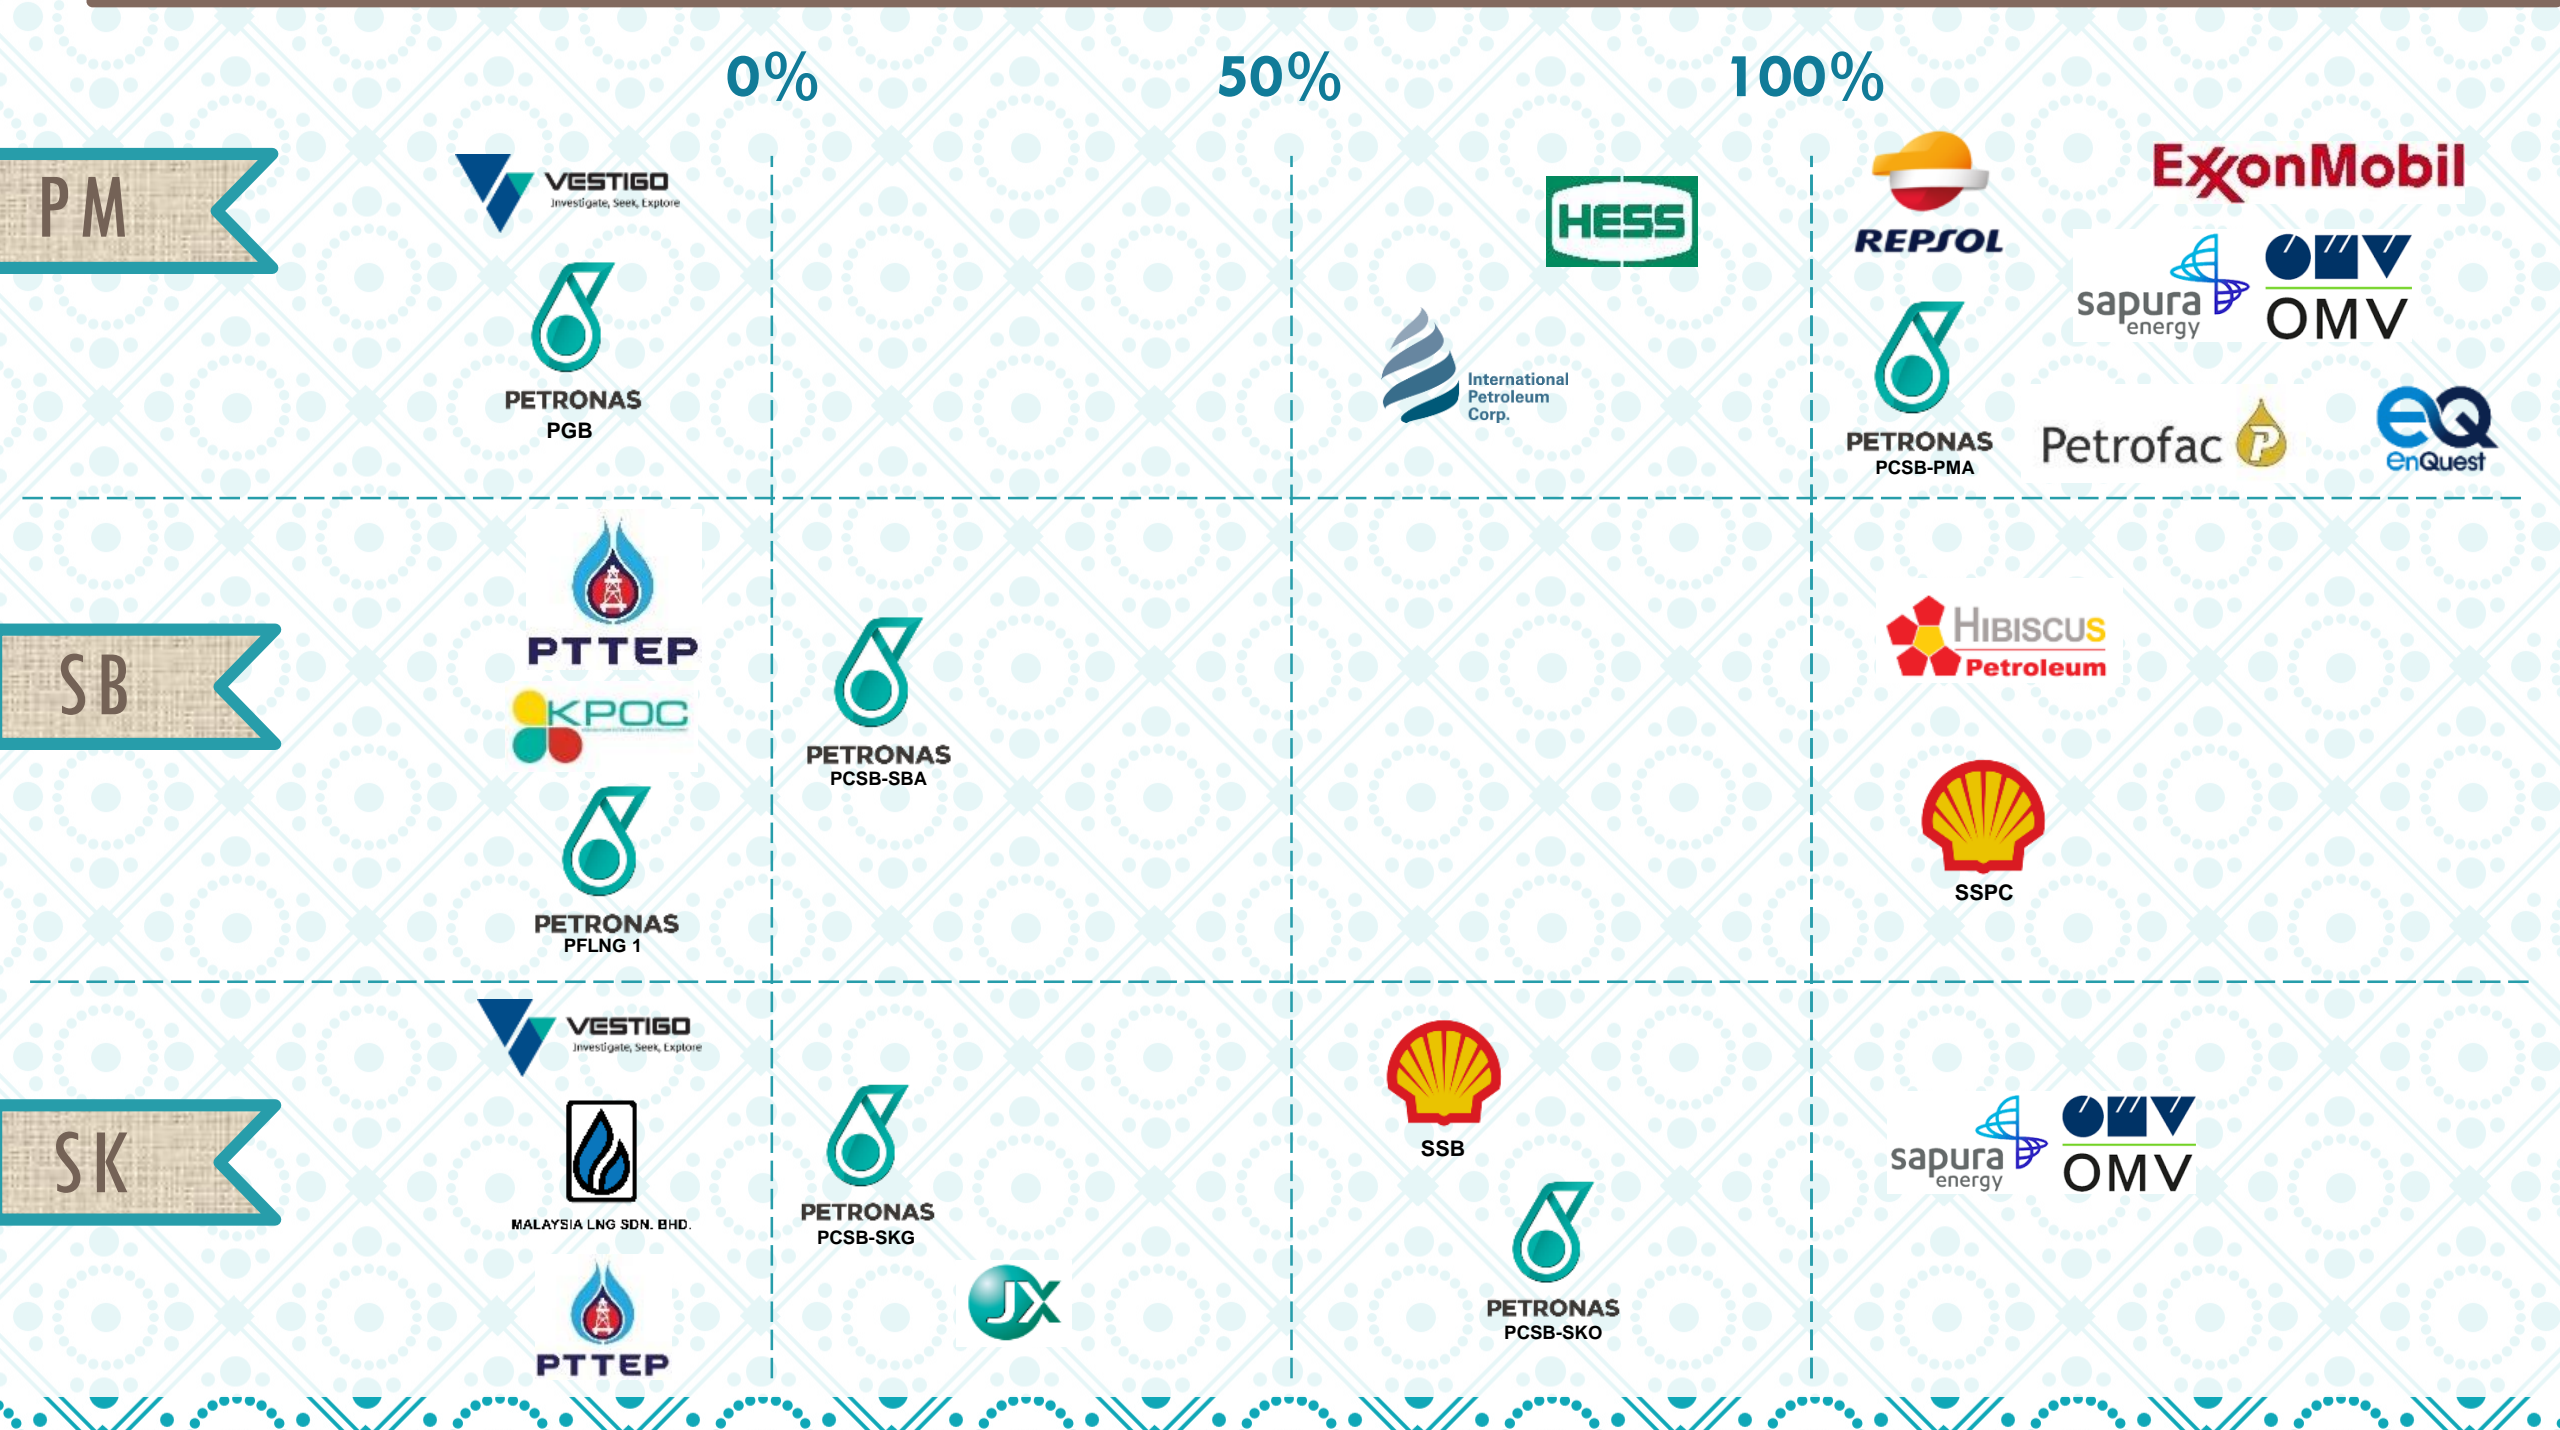 0%
50%
100%
PM
VESTIGO
Investigate, Seek, Explore
PETRONAS
PGB
HESS
International
Petroleum
Corp.
REPSOL
ExxonMobil
sapura
energy
OMV
OMV
PETRONAS
PCSB-PMA
Petrofac
P
eQ
EnQuest
SB
PTTEP
KPOC
PETRONAS
PFLNG 1
PETRONAS
PCSB-SBA
HIBISCUS
Petroleum
SSPC
SK
VESTIGO
Investigate, Seek, Explore
MALAYSIA LNG SDN. BHD.
PTTEP
PETRONAS
PCSB-SKG
JX
SSB
PETRONAS
PCSB-SKO
sapura
energy
OMV
OMV